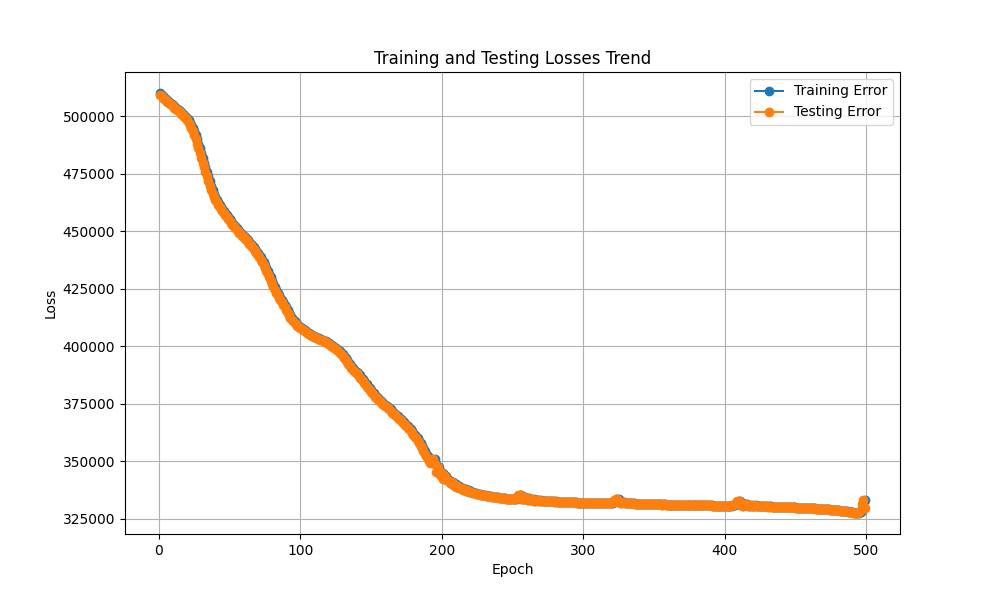 Training and Testing Losses Trend
Training Error
Testing Error
Loss
500000
475000
450000
425000
400000
375000
350000
325000
0 100 200 300 400 500
Epoch